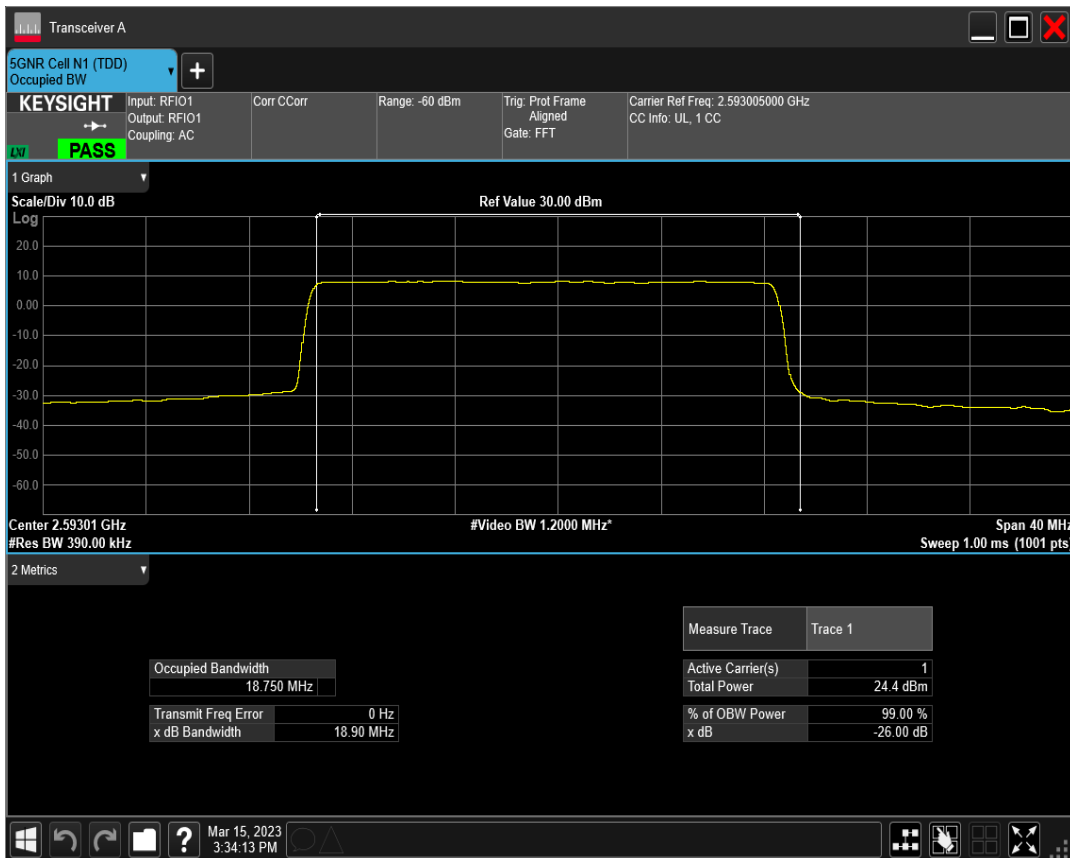 Transceiver A
5GNR Cell N1 (TDD)
Occupied BW
KEYSIGHT
LXI
PASS
Input: RFIO1
Output: RFIO1
Coupling: AC
Corr CCorr
Range: -60 dBm
Trig: Prot Frame
Aligned
Gate: FFT
Carrier Ref Freq: 2.593005000 GHz
CC Info: UL, 1 CC
1 Graph
Scale/Div 10.0 dB
Ref Value 30.00 dBm
Log
20.0
10.0
0.00
-10.0
-20.0
-30.0
-40.0
-50.0
-60.0
Center 2.59301 GHz
#Video BW 1.2000 MHz*
Span 40 MHz
#Res BW 390.00 kHz
Sweep 1.00 ms (1001 pts)
2 Metrics
Measure Trace Trace 1
Occupied Bandwidth
18.750 MHz
Active Carrier(s) 1
Total Power 24.4 dBm
Transmit Freq Error 0 Hz
x dB Bandwidth 18.90 MHz
% of OBW Power 99.00 %
x dB -26.00 dB
?
Mar 15, 2023
3:34:13 PM